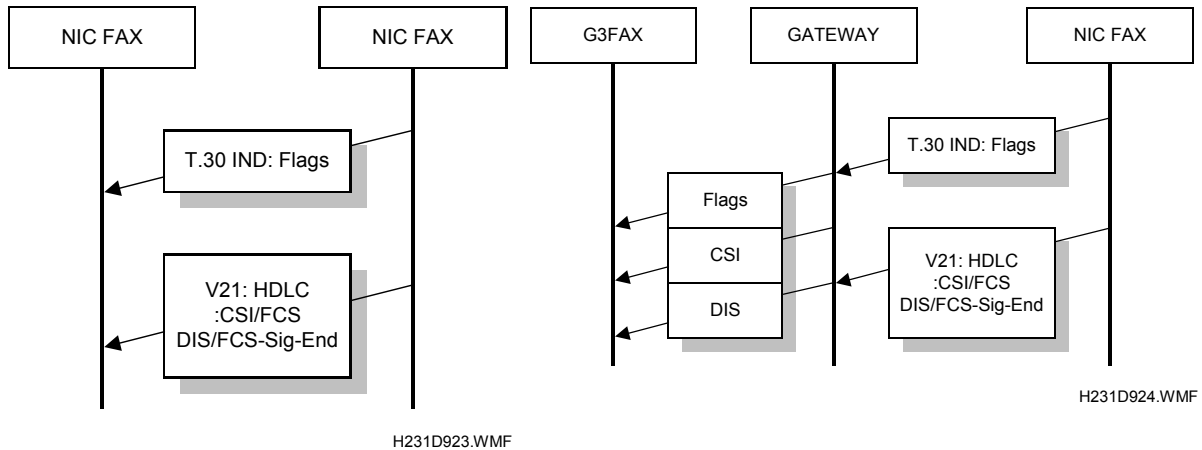 NIC FAX
NIC FAX
T.30 IND: Flags
V21: HDLC
:CSI/FCS
DIS/FCS-Sig-End
H231D923.WMF
G3FAX
GATEWAY
NIC FAX
T.30 IND: Flags
Flags
CSI
DIS
V21: HDLC
:CSI/FCS
DIS/FCS-Sig-End
H231D924.WMF